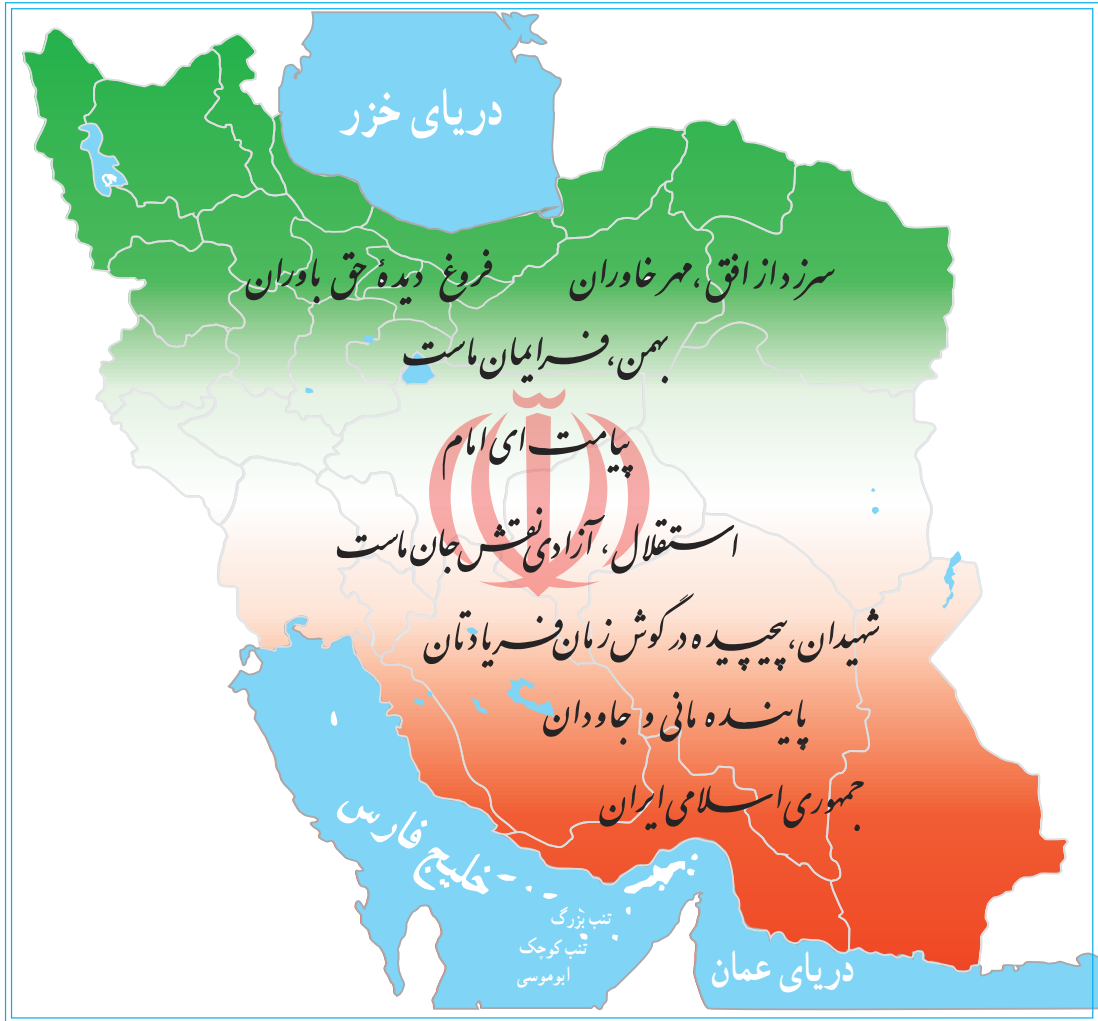 دریای خزر
سرزد از افق، مهر خاوران فروغ دیدهٔ حق باوران
بهمن، فر ایمان ماست
پیامت ای امام
استقلال، آزادی نقش جان ماست
شهیدان، پیچیده در گوش زمان فریادتان
پاینده مانی و جاودان
جمهوری اسلامی ایران
خلیج فارس
تنب بزرگ
تنب کوچک
ابوموسی
دریای عمان